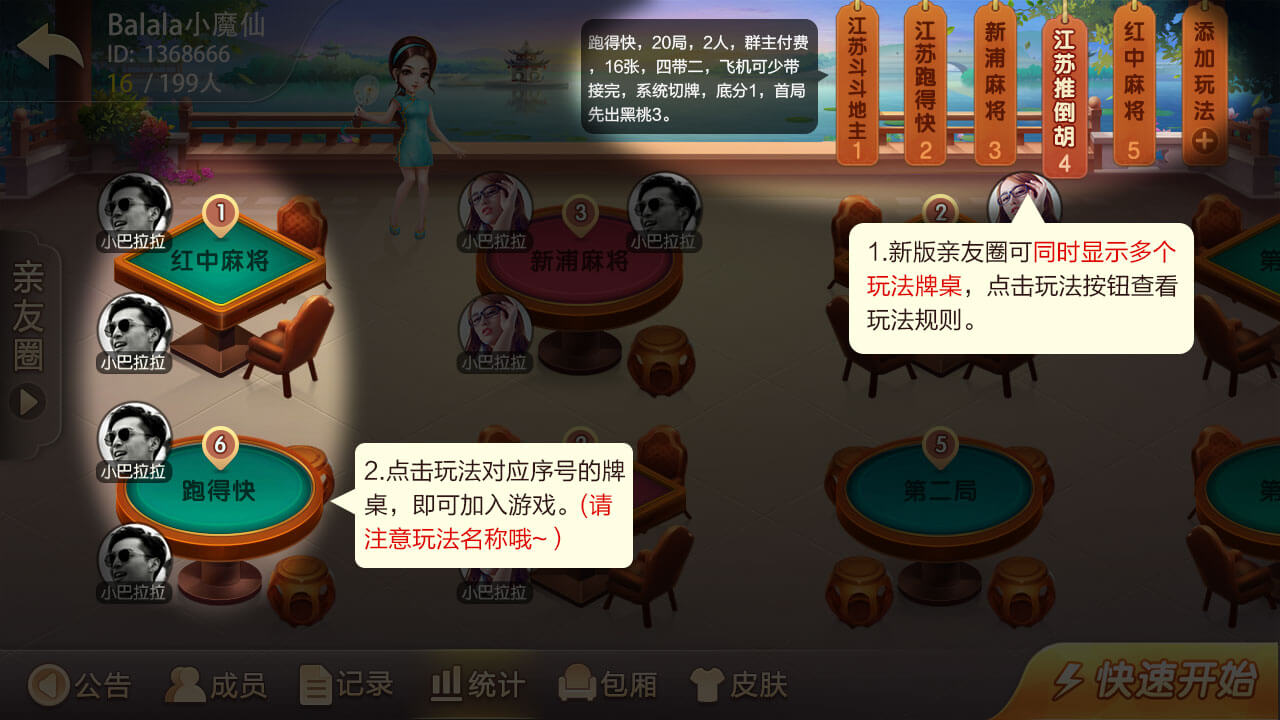 Balala小魔仙
ID: 1368666
16 / 199人
跑得快，20局，2人，群主付费
，16张，四带二，飞机可少带
接完，系统切牌，底分1，首局
先出黑桃3。
江苏斗斗地主
1
江苏跑得快
2
新浦麻将
3
江苏推倒胡
4
红中麻将
5
添加玩法
小巴拉拉
1
红中麻将
小巴拉拉
小巴拉拉
3
新浦麻将
小巴拉拉
小巴拉拉
2
1.新版亲友圈可同时显示多个
玩法牌桌，点击玩法按钮查看
玩法规则。
第
亲友圈
小巴拉拉
6
跑得快
小巴拉拉
2.点击玩法对应序号的牌
桌，即可加入游戏。(请
注意玩法名称哦~ )
小巴拉拉
5
第二局
第
公告
成员
记录
统计
包厢
皮肤
快速开始